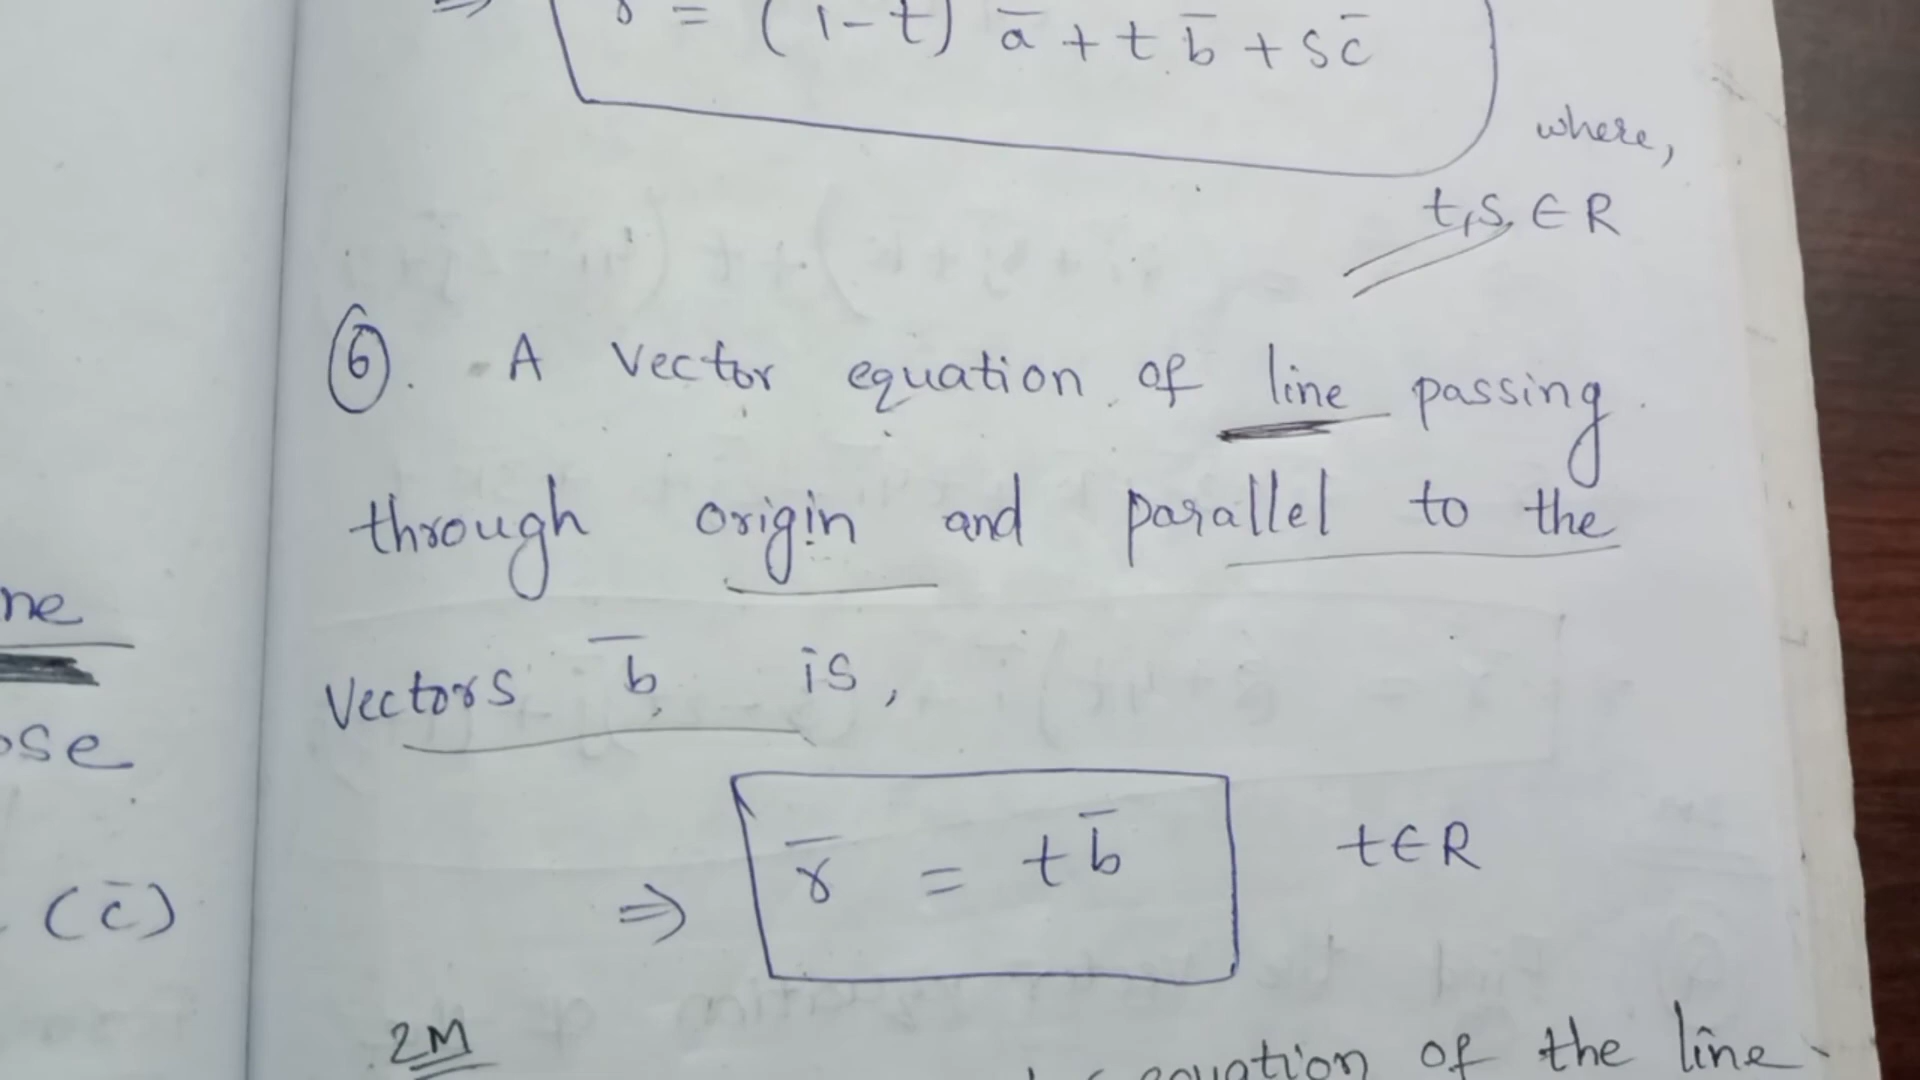 ⇒ r̄ = (1-t) ā + t b̄ + s c̄
where,
t,s ∈ R
⑥. A vector equation of line passing
through origin and parallel to the
vectors b̄ is,
⇒ r̄ = t b̄ t∈R
2M
equation of the line
ne
ose
(c̄)